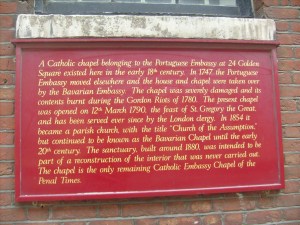 A Catholic chapel belonging to the Portuguese Embassy at 24 Golden
Square existed here in the early 18th century. In 1747, the Portuguese
Embassy moved elsewhere and the house and chapel were taken over
by the Bavarian Embassy. The chapel was severely damaged and its
contents burnt during the Gordon Riots of 1780. The present chapel
was opened on 12th March 1790, the feast of St. Gregory the Great,
and has been served ever since by the London clergy. In 1854 it
became a parish church, with the title "Church of the Assumption,"
but continued to be known as the Bavarian Chapel until the early
20th century. The sanctuary, built around 1880, was intended to be
part of a reconstruction of the interior that was never carried out.
The chapel is the only remaining Catholic Embassy Chapel of the
Penal Times.